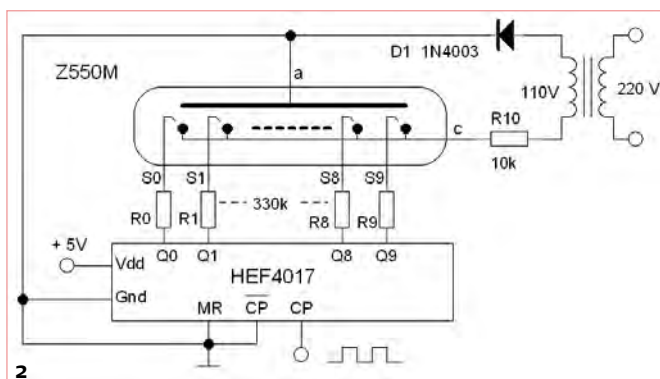 D1 1N4003
Z550M
a
110V
220 V
c
R10
10k
S0 S1 S8 S9
R0 R1 330k R8 R9
+ 5V
Q0 Q1 Q8 Q9
Vdd
HEF4017
Gnd
MR CP CP
2